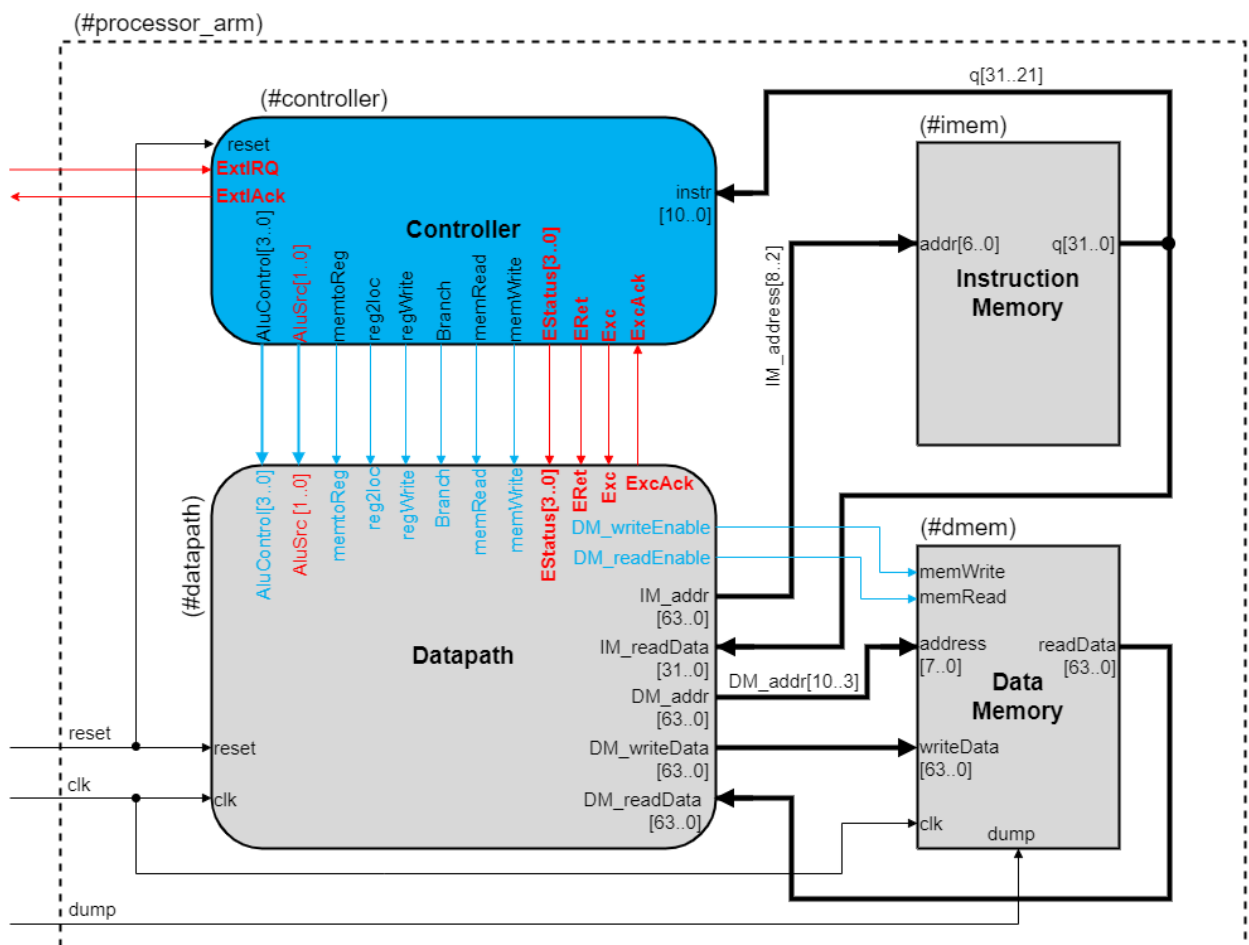 (#processor_arm)
q[31..21]
(#controller)
(#imem)
reset
ExtIRQ
ExtIAck
instr
[10..0]
Controller
AluControl[3..0]
AluSrc[1..0]
memtoReg
reg2loc
regWrite
Branch
memRead
memWrite
EStatus[3..0]
ERet
Exc
ExcAck
IM_address[8..2]
addr[6..0]
q[31..0]
Instruction
Memory
(#datapath)
AluControl[3..0]
AluSrc [1..0]
memtoReg
reg2loc
regWrite
Branch
memRead
memWrite
EStatus[3..0]
ERet
Exc
ExcAck
DM_writeEnable
DM_readEnable
IM_addr
[63..0]
IM_readData
[31..0]
DM_addr
[63..0]
DM_writeData
[63..0]
DM_readData
[63..0]
Datapath
DM_addr[10..3]
(#dmem)
memWrite
memRead
address
[7..0]
readData
[63..0]
Data
Memory
writeData
[63..0]
clk
dump
reset
reset
clk
clk
dump